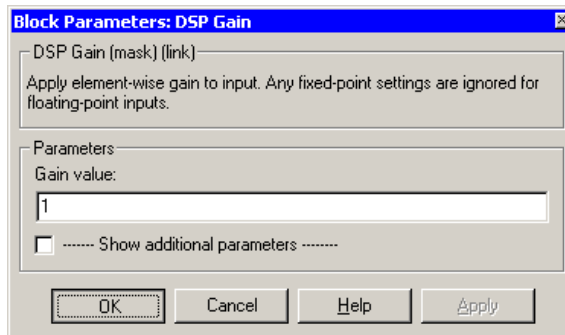 Block Parameters: DSP Gain
DSP Gain (mask) (link)
Apply element-wise gain to input. Any fixed-point settings are ignored for
floating-point inputs.
Parameters
Gain value:
1
------- Show additional parameters --------
OK Cancel Help Apply